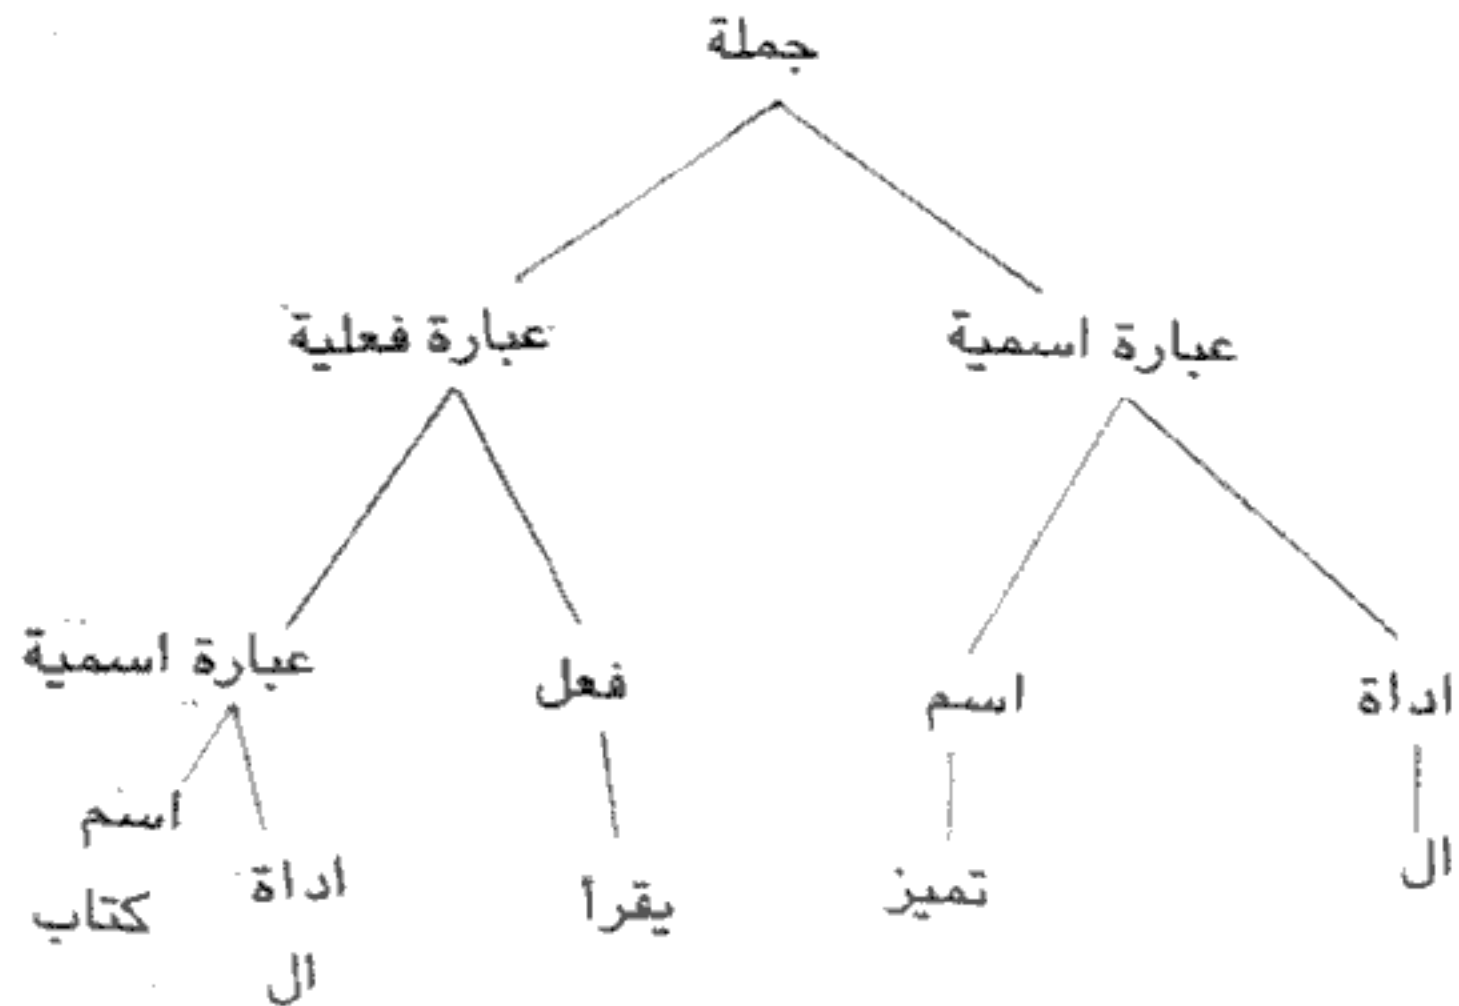 جملة
عبارة اسمية
عبارة فعلية
اداة
اسم
فعل
عبارة اسمية
ال
تميز
يقرأ
اداة
اسم
ال
كتاب